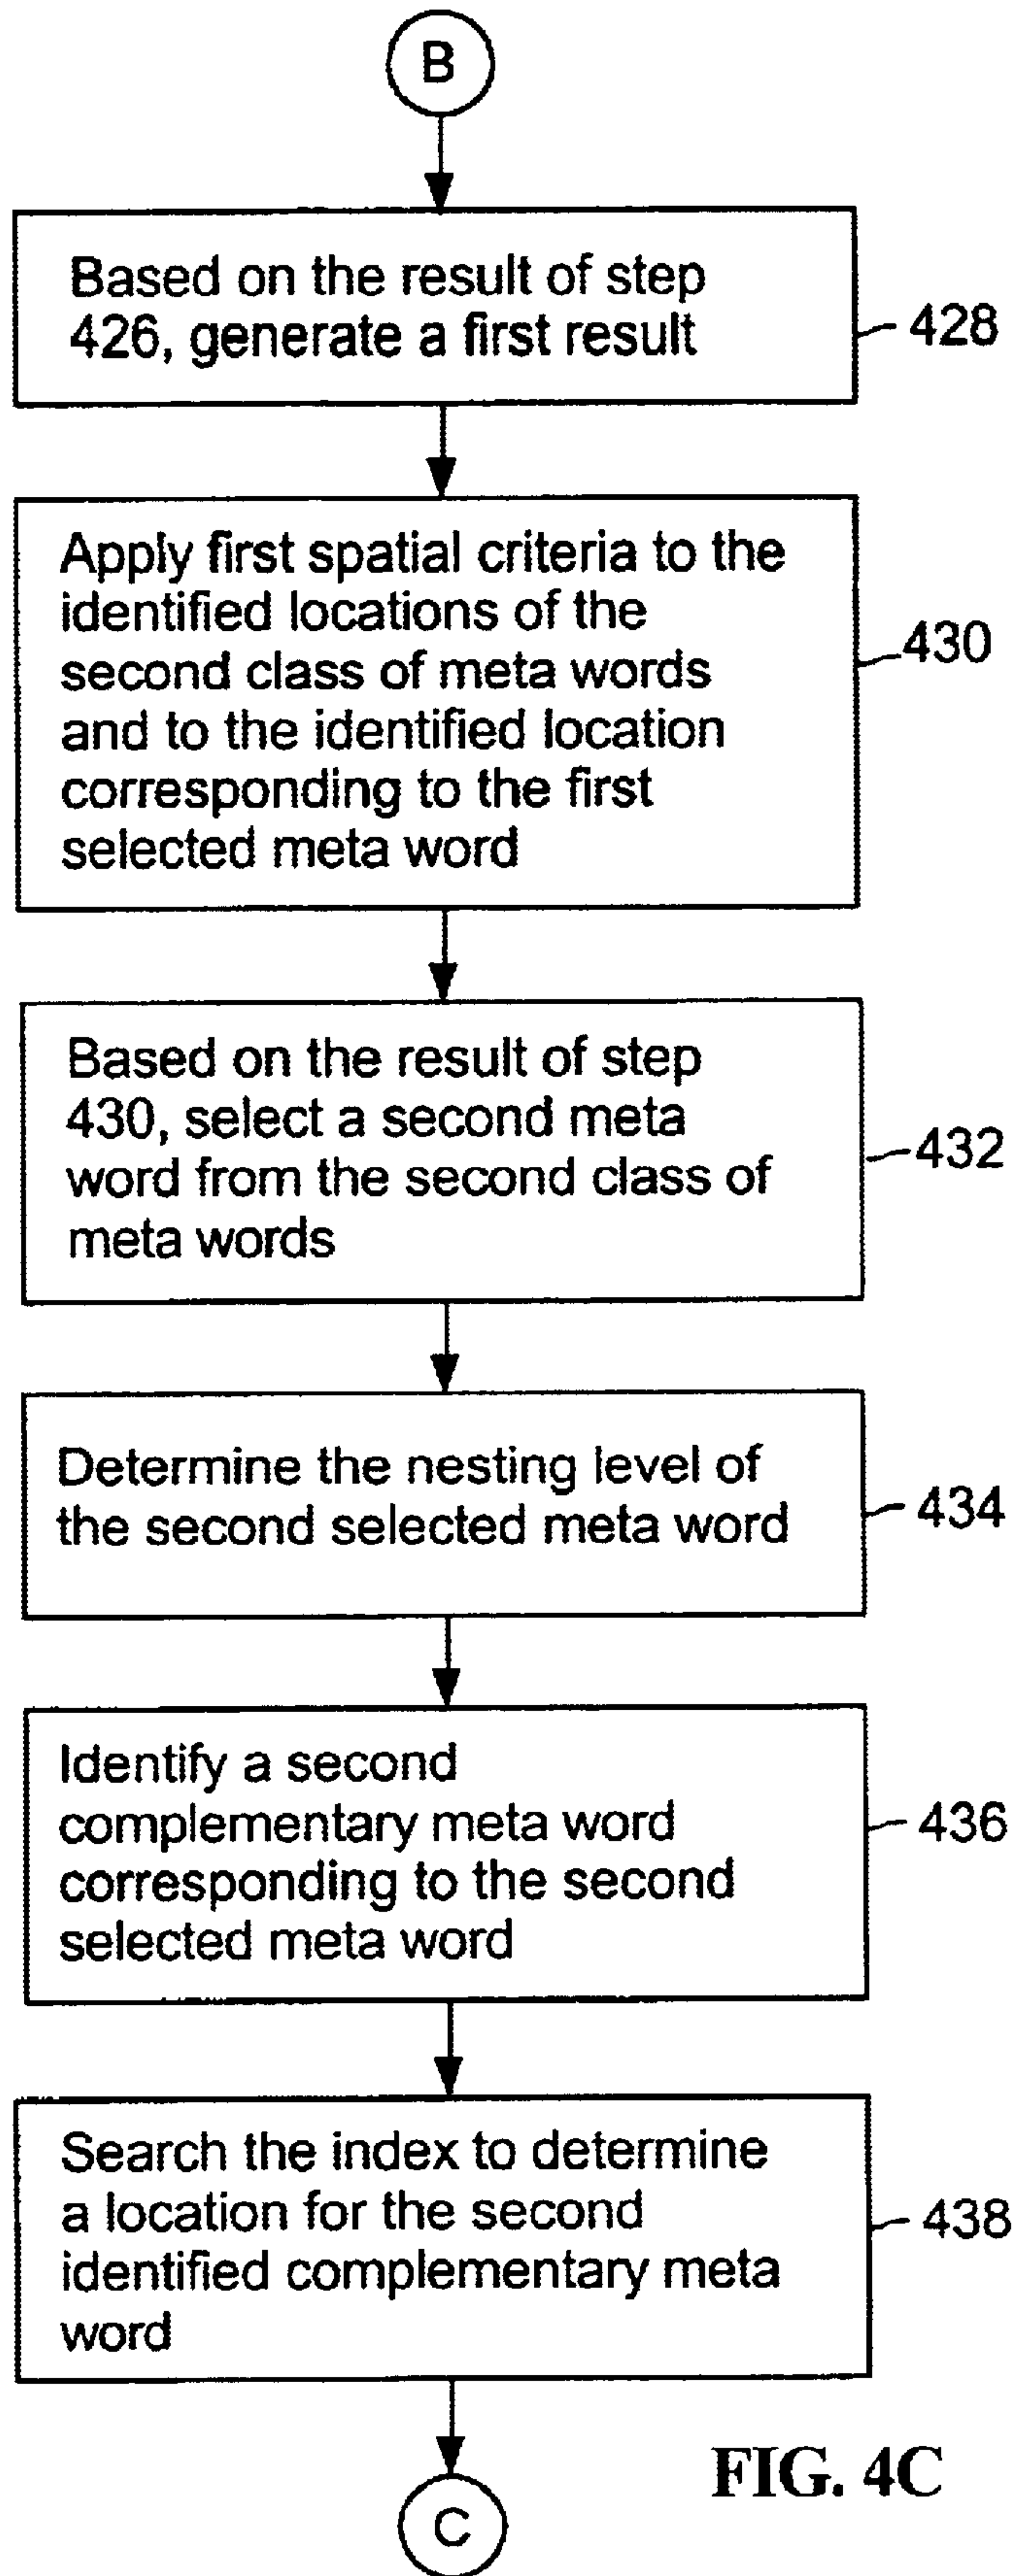 B
Based on the result of step
426, generate a first result
428
Apply first spatial criteria to the
identified locations of the
second class of meta words
and to the identified location
corresponding to the first
selected meta word
430
Based on the result of step
430, select a second meta
word from the second class of
meta words
432
Determine the nesting level of
the second selected meta word
434
Identify a second
complementary meta word
corresponding to the second
selected meta word
436
Search the index to determine
a location for the second
identified complementary meta
word
438
FIG. 4C
C